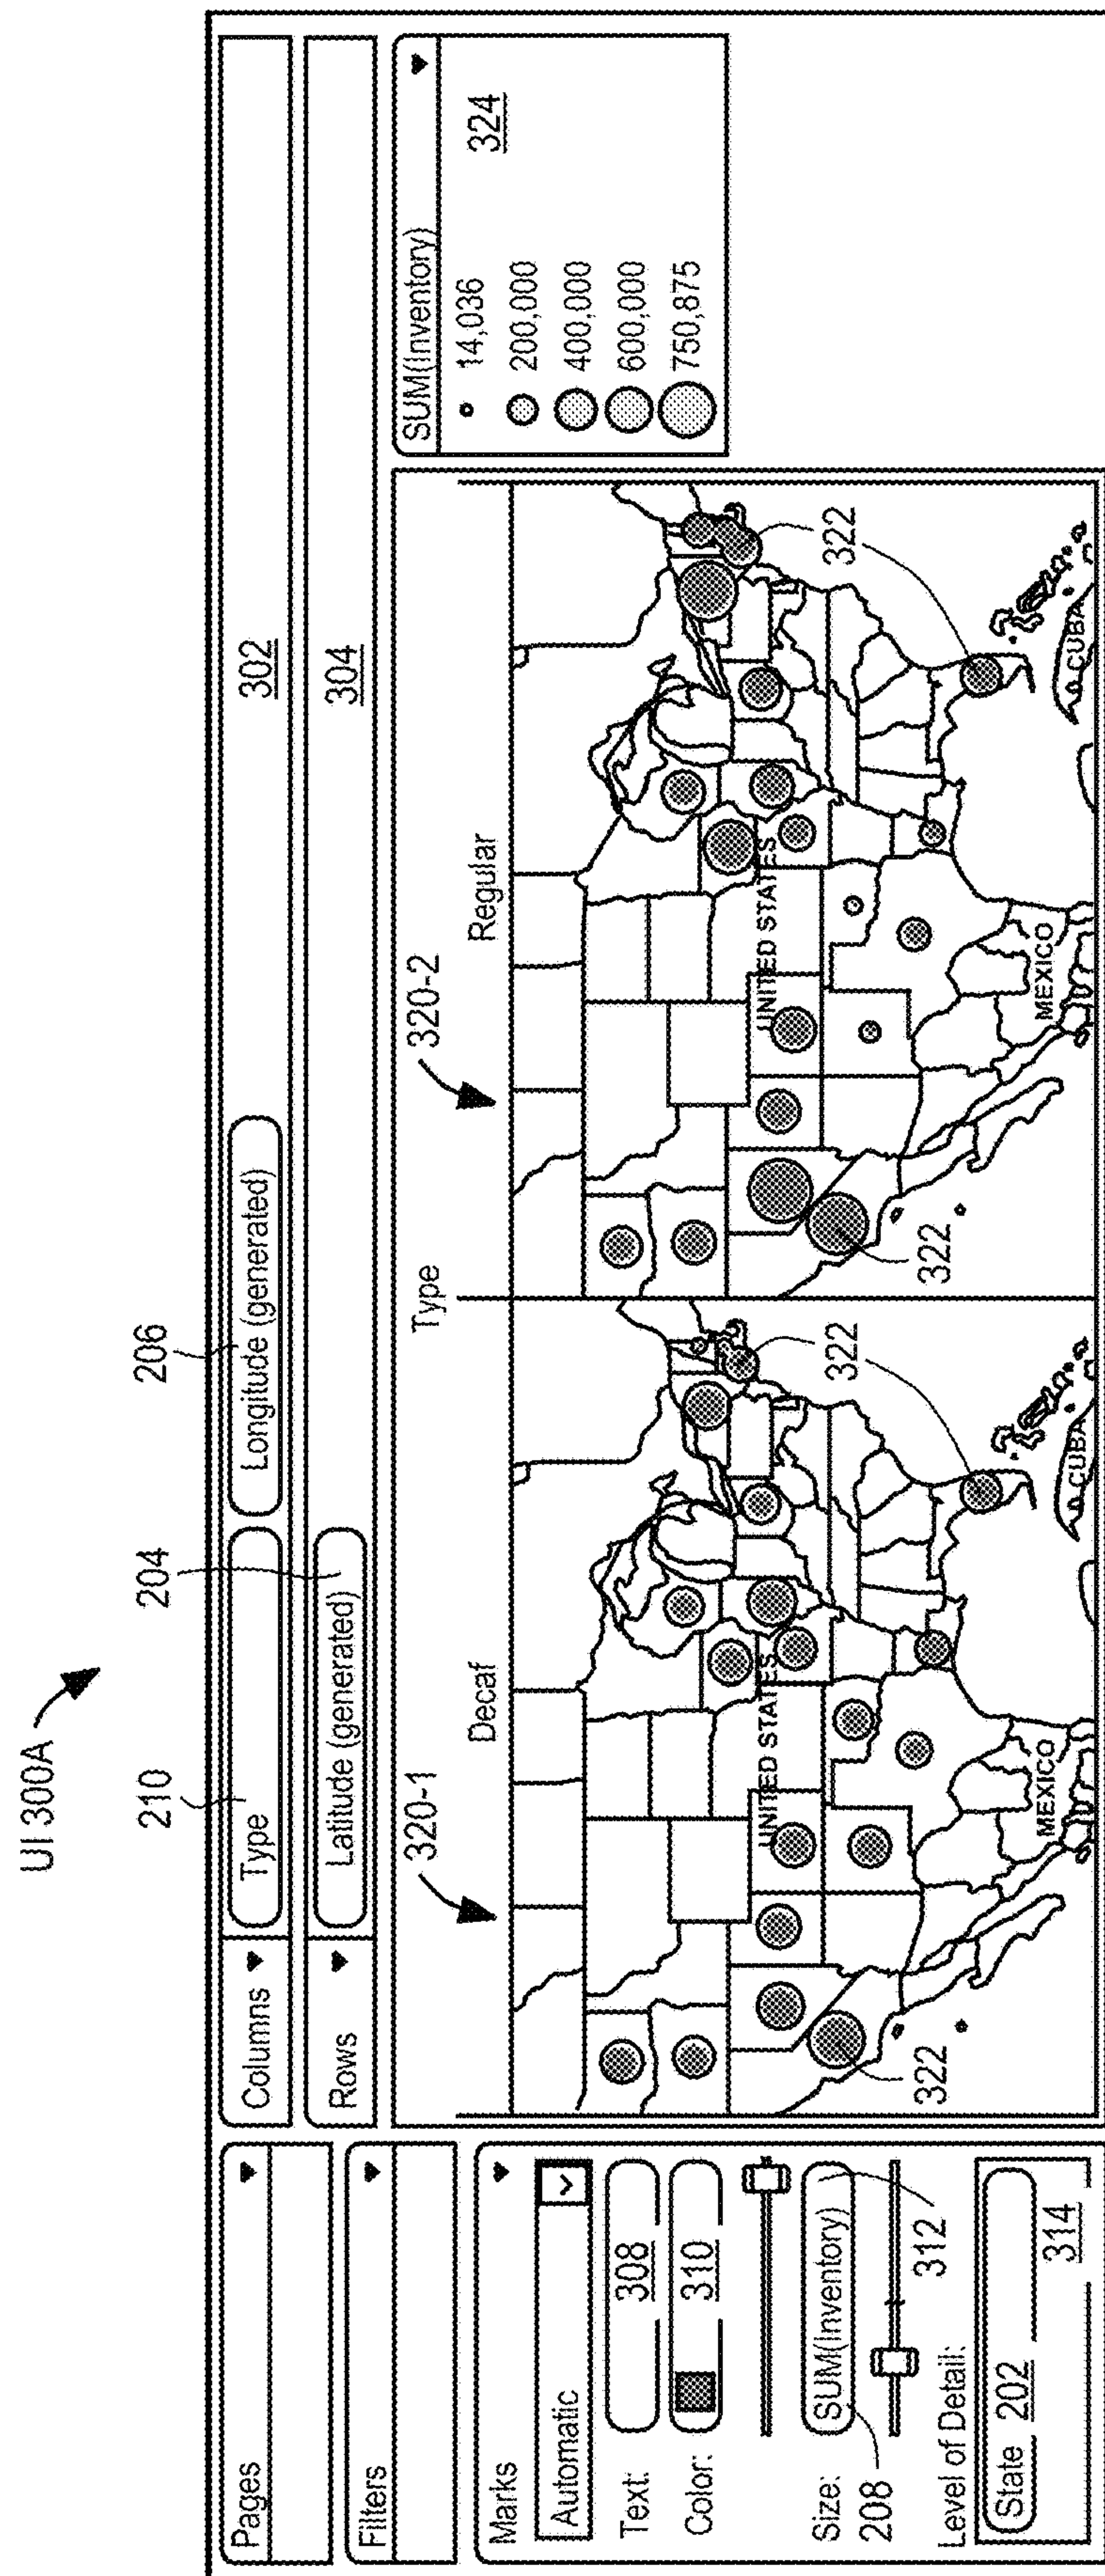 UI 300A
210
204
206
Pages
Filters
Marks
Automatic
Text:
308
Color:
310
Size:
SUM(Inventory)
208
312
Level of Detail:
State 202
314
Columns
Type
Longitude (generated)
302
Rows
Latitude (generated)
304
Type
320-1
Decaf
320-2
Regular
UNITED STATES
MEXICO
CUBA
322
322
UNITED STATES
MEXICO
CUBA
322
322
SUM(Inventory)
324
14,036
200,000
400,000
600,000
750,875